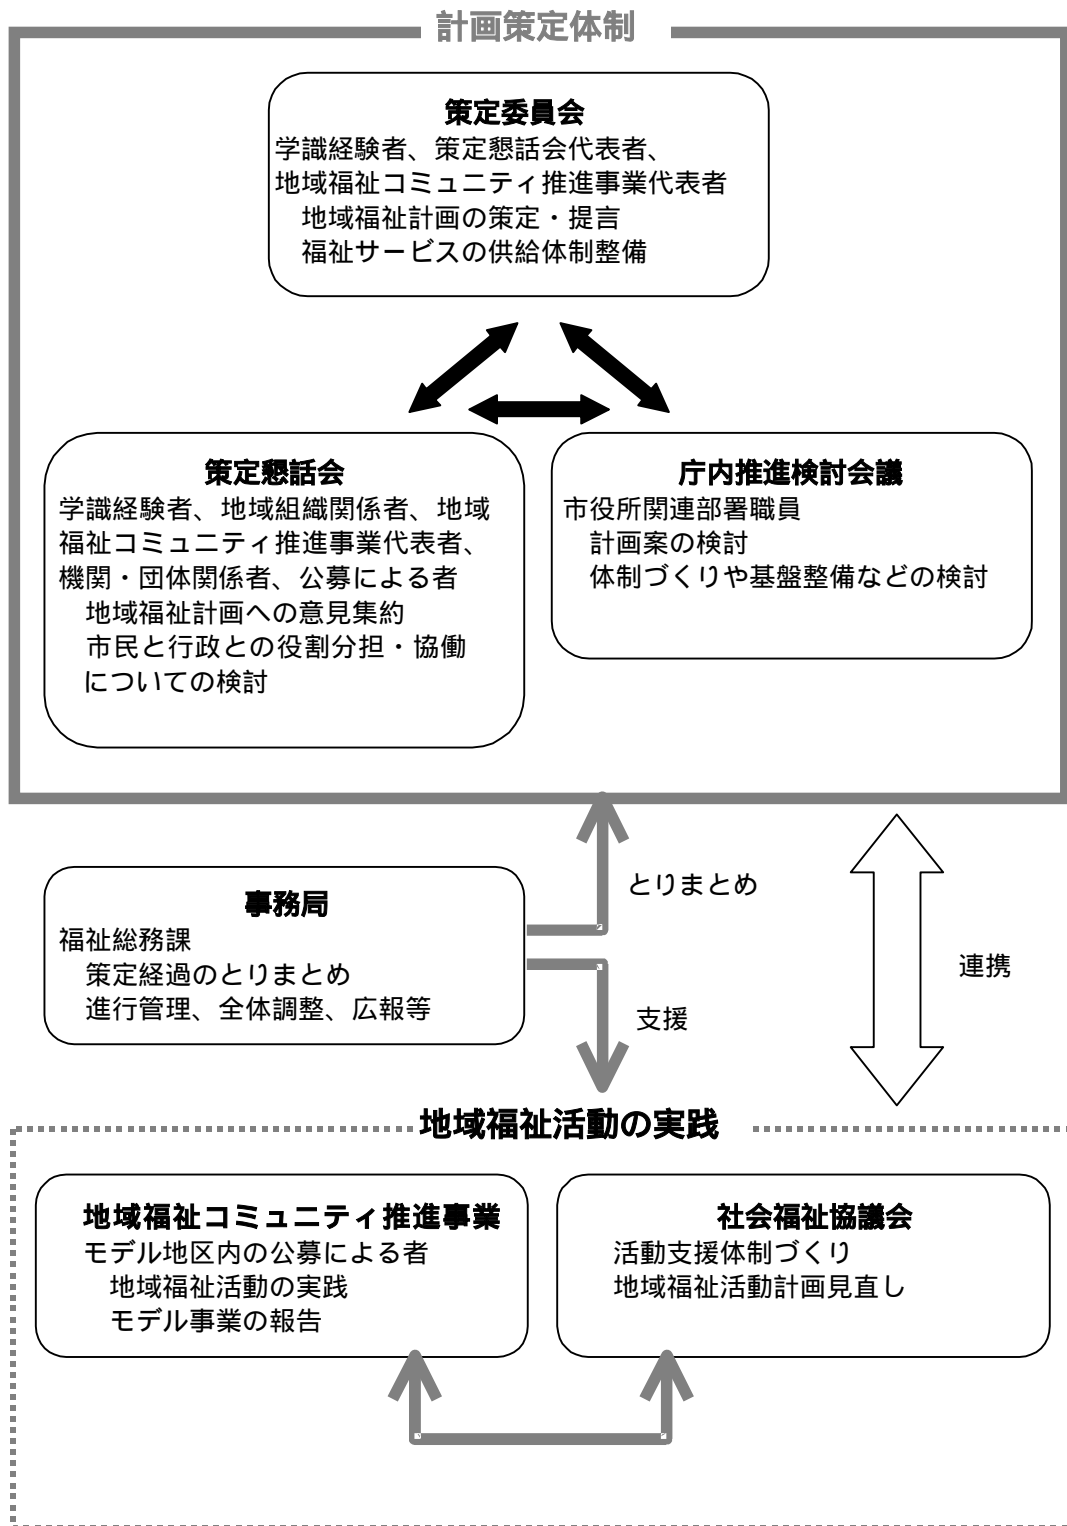 計画策定体制
策定委員会
学識経験者、策定懇話会代表者、
地域福祉コミュニティ推進事業代表者
地域福祉計画の策定・提言
福祉サービスの供給体制整備
策定懇話会
学識経験者、地域組織関係者、地域
福祉コミュニティ推進事業代表者、
機関・団体関係者、公募による者
地域福祉計画への意見集約
市民と行政との役割分担・協働
についての検討
庁内推進検討会議
市役所関連部署職員
計画案の検討
体制づくりや基盤整備などの検討
とりまとめ
事務局
福祉総務課
策定経過のとりまとめ
進行管理、全体調整、広報等
連携
支援
地域福祉活動の実践
地域福祉コミュニティ推進事業
モデル地区内の公募による者
地域福祉活動の実践
モデル事業の報告
社会福祉協議会
活動支援体制づくり
地域福祉活動計画見直し